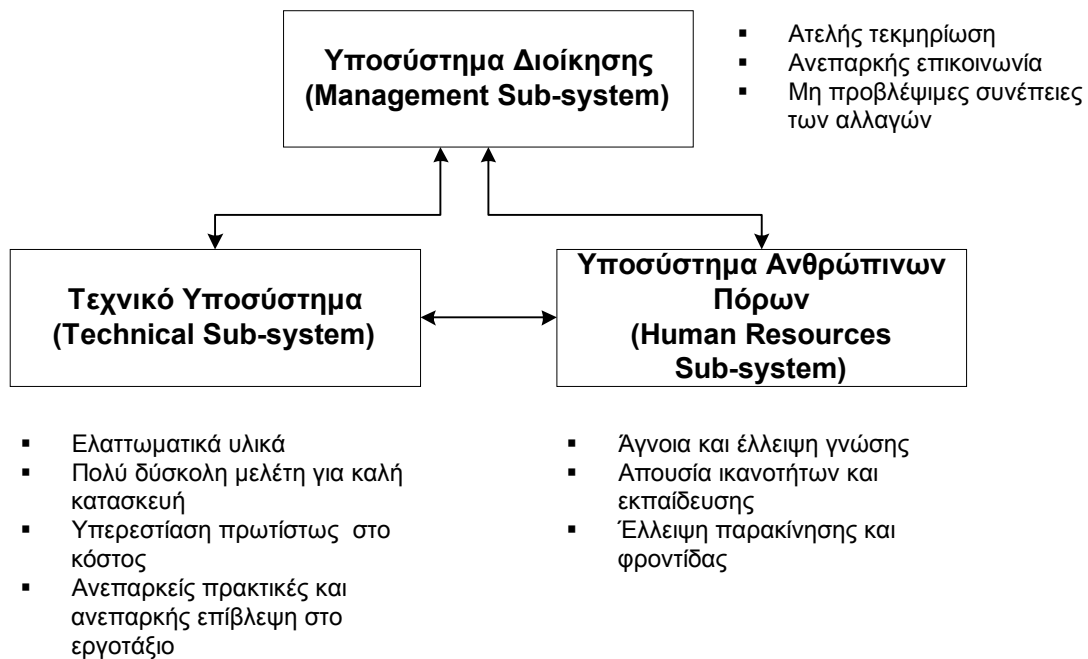 Υποσύστημα Διοίκησης
(Management Sub-system)
▪ Ατελής τεκμηρίωση
▪ Ανεπαρκής επικοινωνία
▪ Μη προβλέψιμες συνέπειες
των αλλαγών
Τεχνικό Υποσύστημα
(Technical Sub-system)
Υποσύστημα Ανθρώπινων
Πόρων
(Human Resources
Sub-system)
▪ Ελαττωματικά υλικά
▪ Πολύ δύσκολη μελέτη για καλή
κατασκευή
▪ Υπερεστίαση πρωτίστως στο
κόστος
▪ Ανεπαρκείς πρακτικές και
ανεπαρκής επίβλεψη στο
εργοτάξιο
▪ Άγνοια και έλλειψη γνώσης
▪ Απουσία ικανοτήτων και
εκπαίδευσης
▪ Έλλειψη παρακίνησης και
φροντίδας